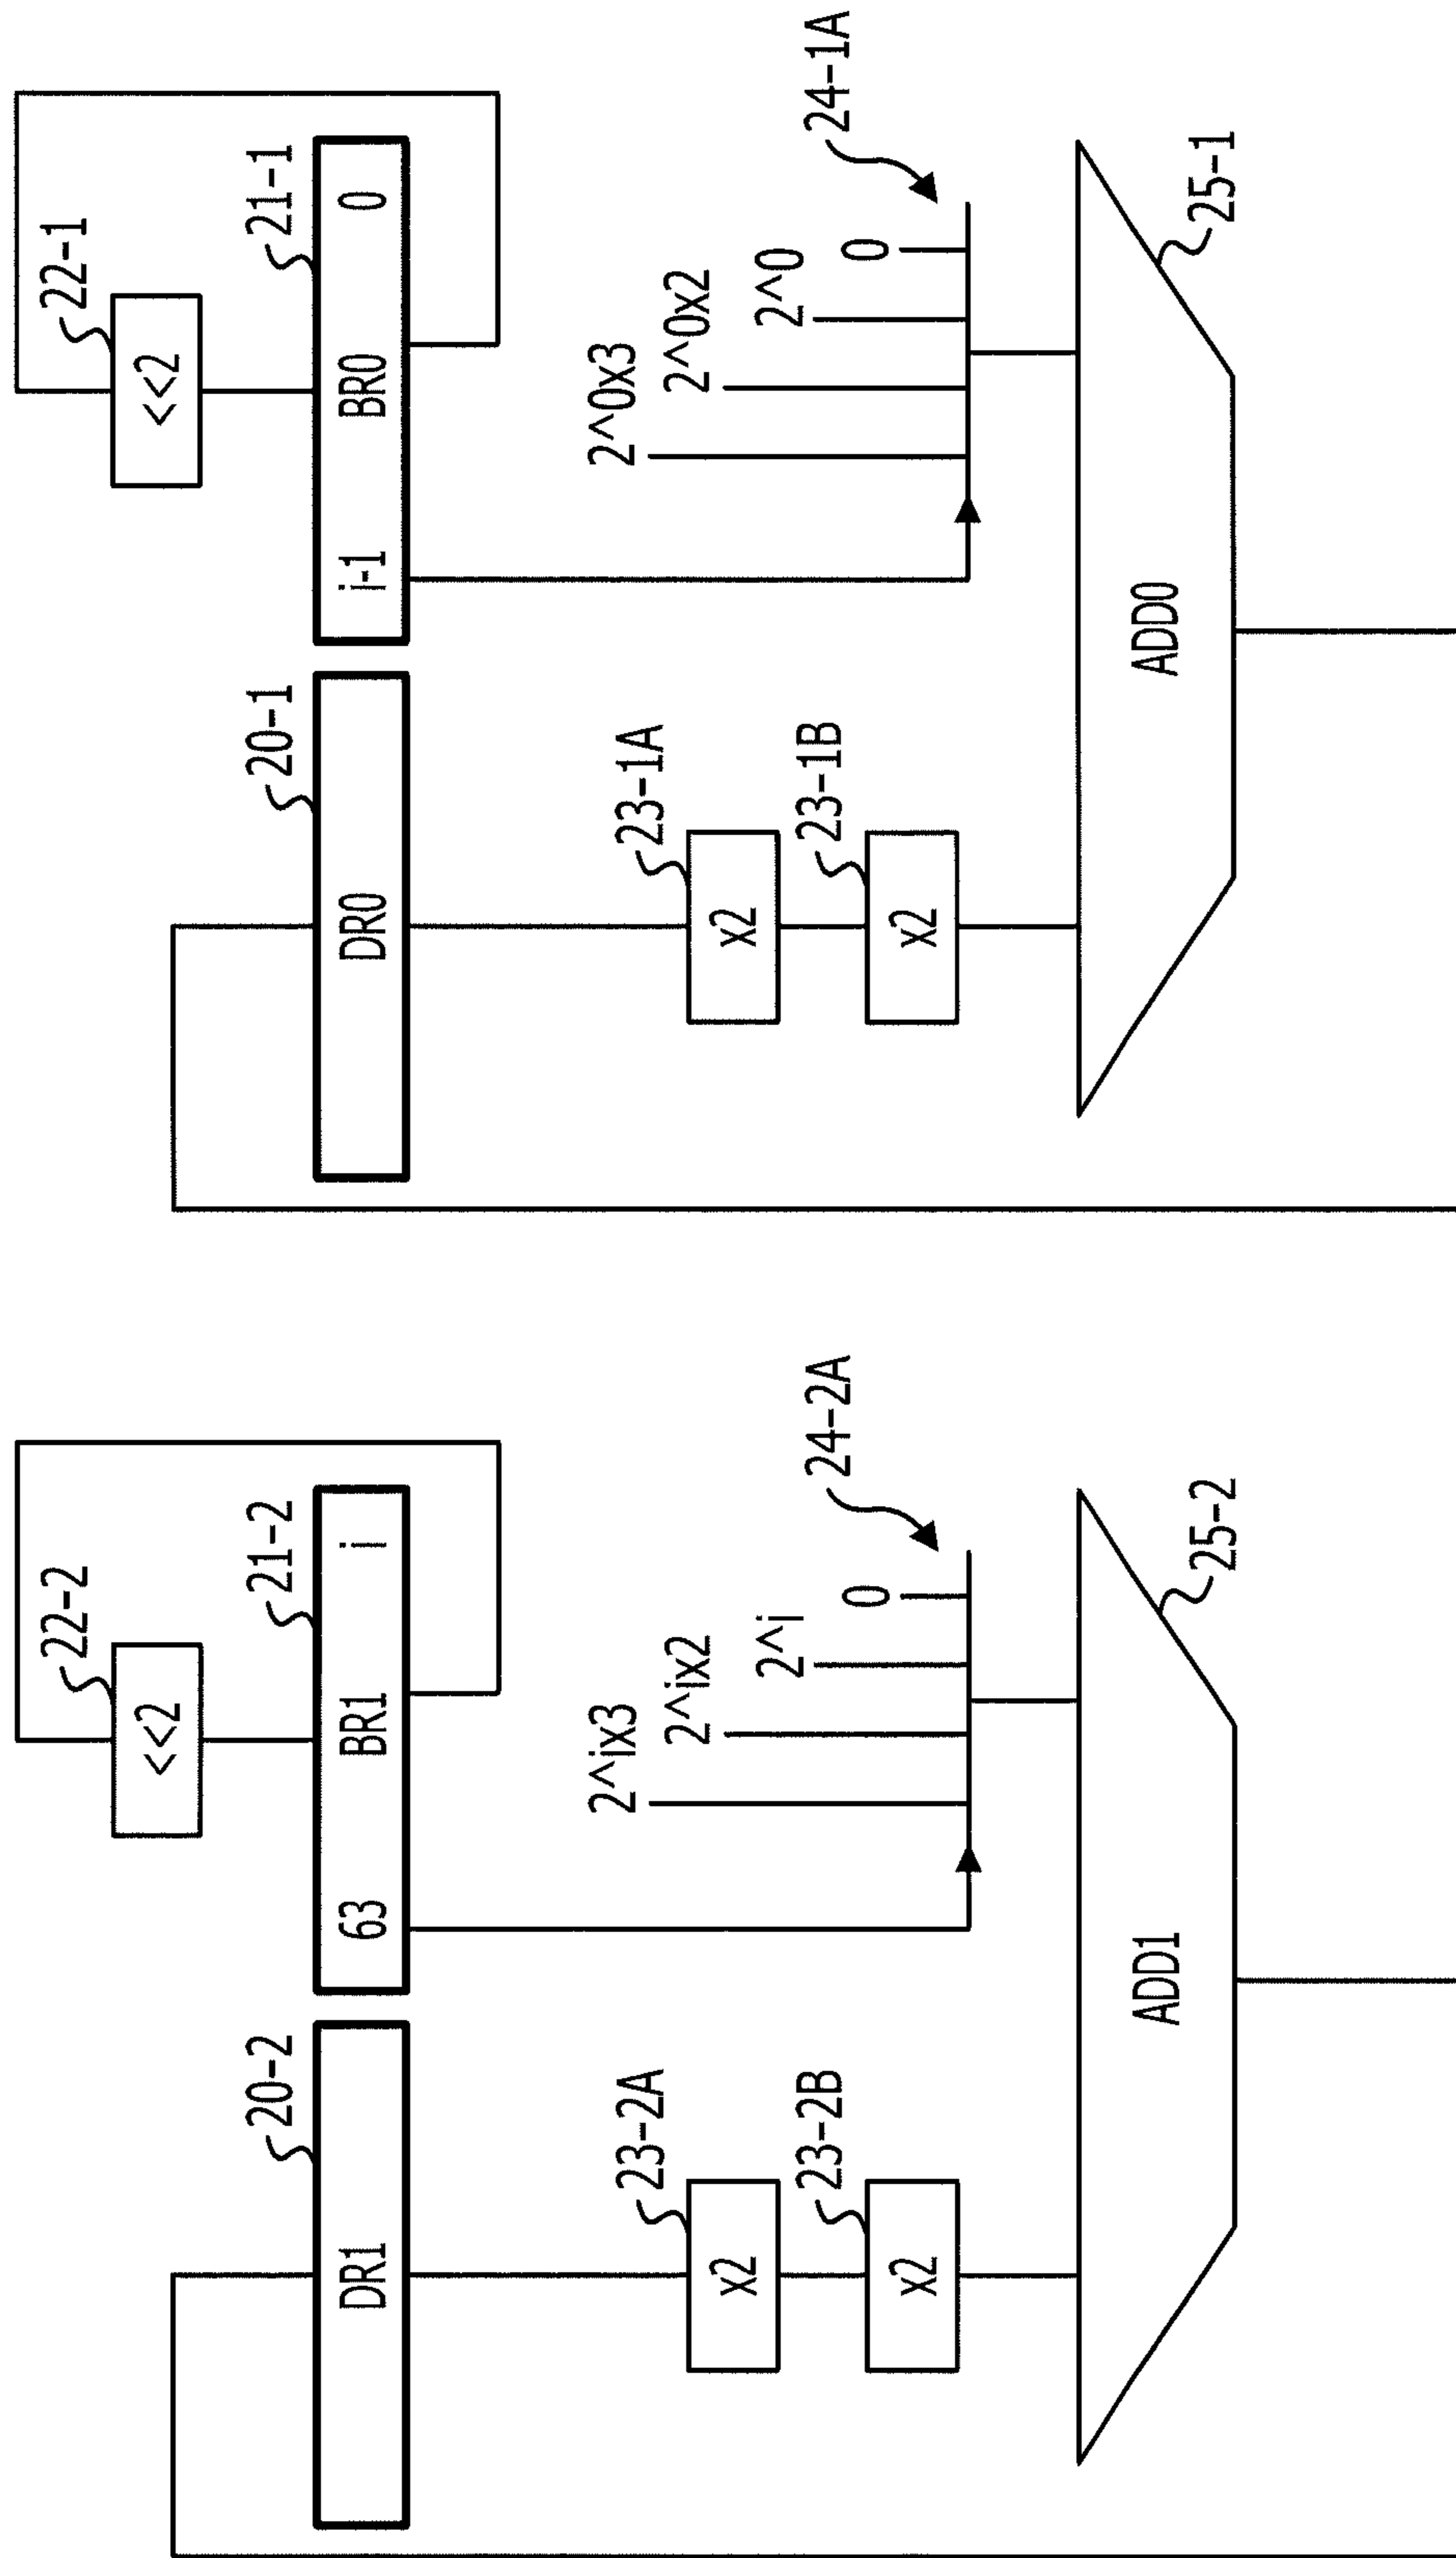 22-2
<<2
20-2
21-2
DR1
63 BR1 i
23-2A
x2
23-2B
x2
2^ix3
2^ix2
2^i
0
24-2A
ADD1
25-2
22-1
<<2
20-1
21-1
DR0
i-1 BR0 0
23-1A
x2
23-1B
x2
2^0x3
2^0x2
2^0
0
24-1A
ADD0
25-1